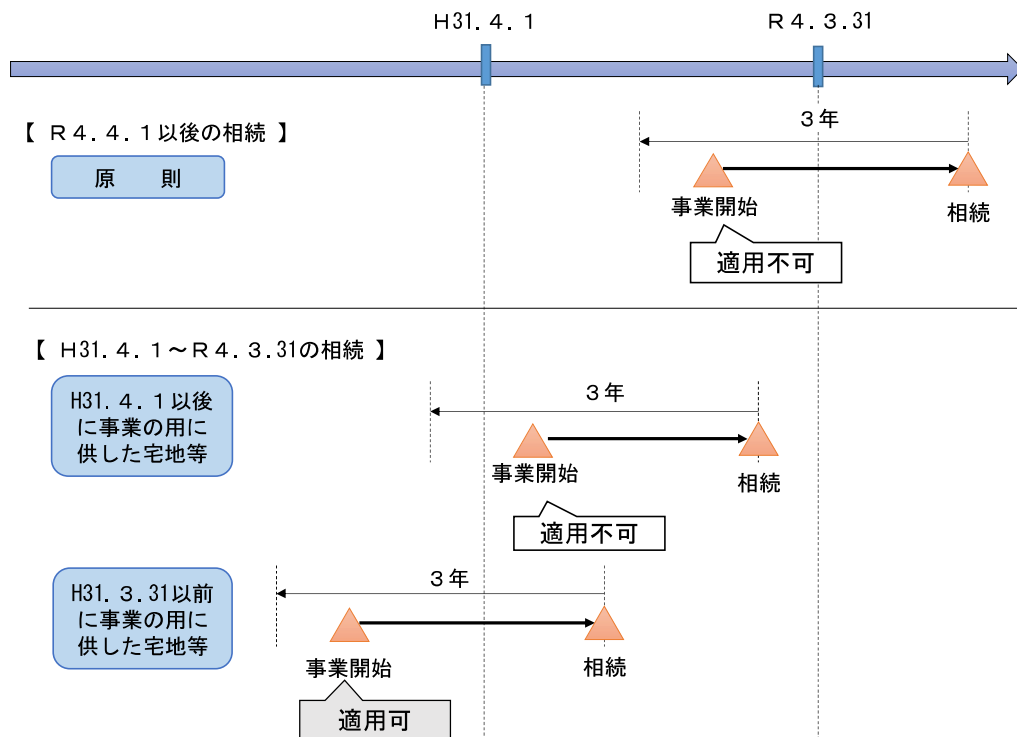 H31.4.1
R4.3.31
【 R4.4.1以後の相続 】
原　則
3年
事業開始
相続
適用不可
【 H31.4.1～R4.3.31の相続 】
H31.4.1以後
に事業の用に
供した宅地等
3年
事業開始
相続
適用不可
H31.3.31以前
に事業の用に
供した宅地等
3年
事業開始
相続
適用可